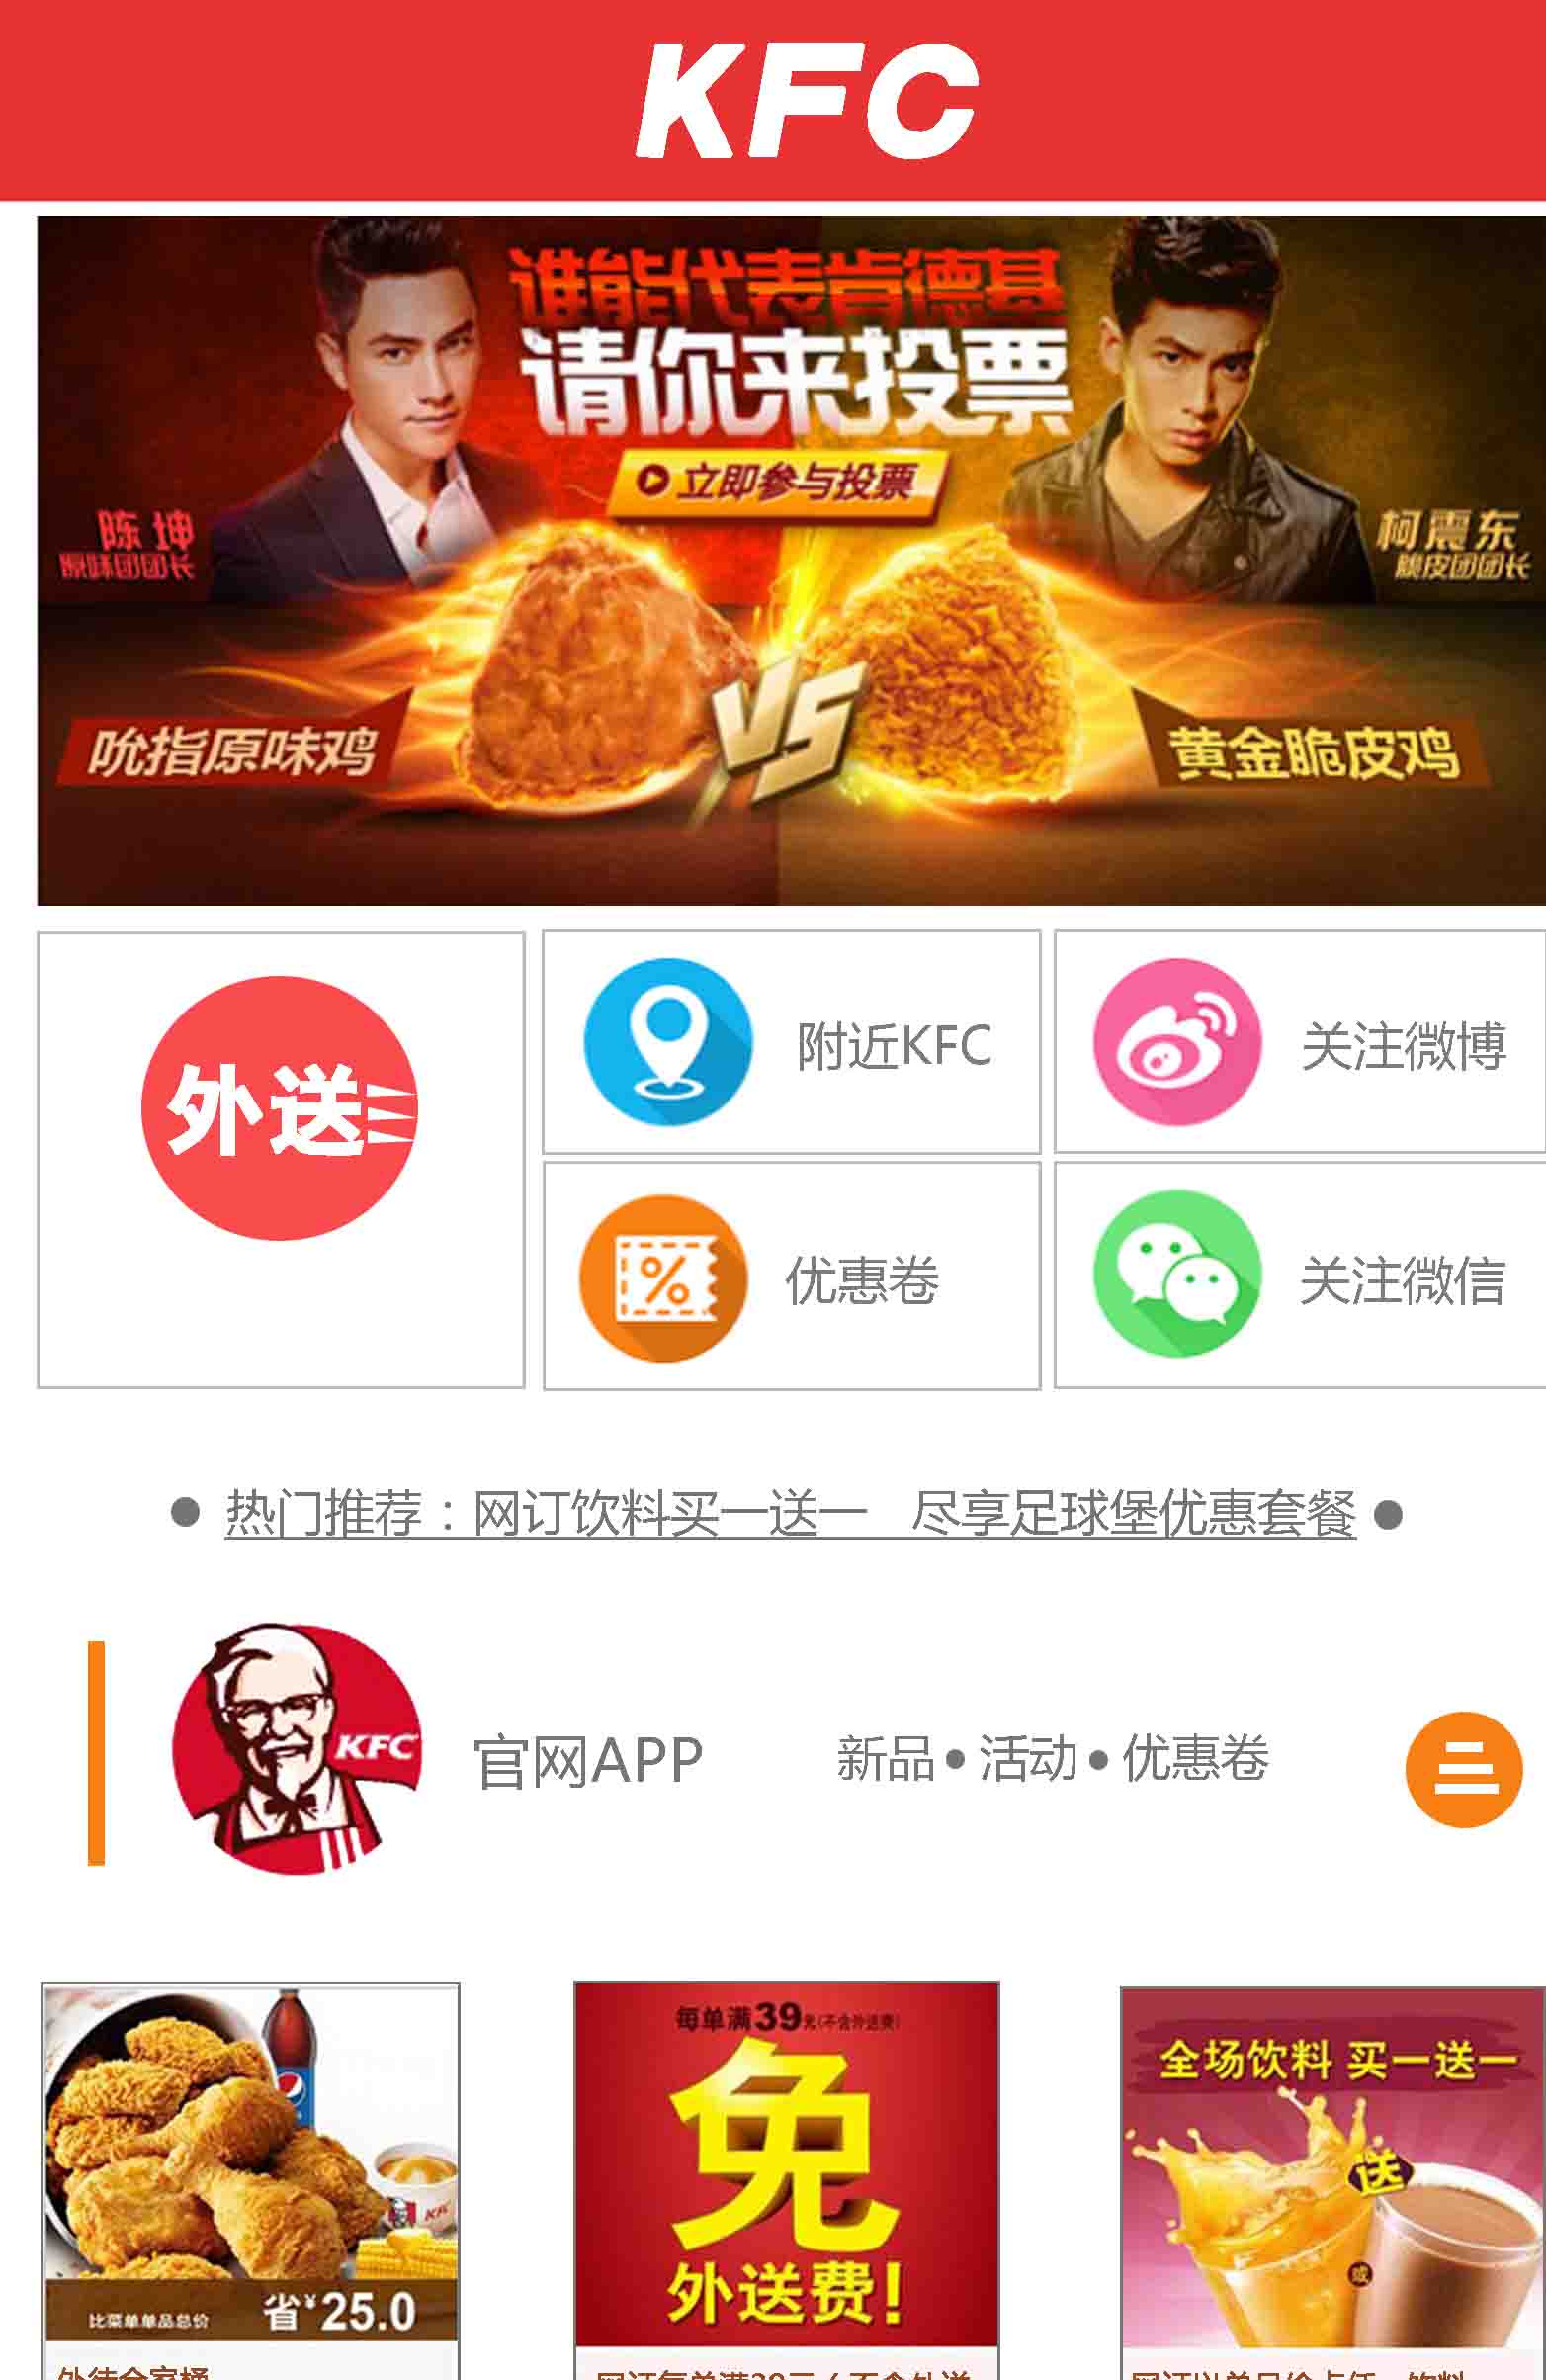 KFC
谁能代表肯德基
请你来投票
立即参与投票
陈坤
原味团团长
柯震东
脆皮团团长
VS
吮指原味鸡
黄金脆皮鸡
外送
附近KFC
关注微博
优惠卷
关注微信
热门推荐：网订饮料买一送一 尽享足球堡优惠套餐
KFC
官网APP
新品•活动•优惠卷
每单满39元(不含外送费)
免
外送费!
全场饮料 买一送一
送
或
KFC
比菜单单品总价
省¥25.0